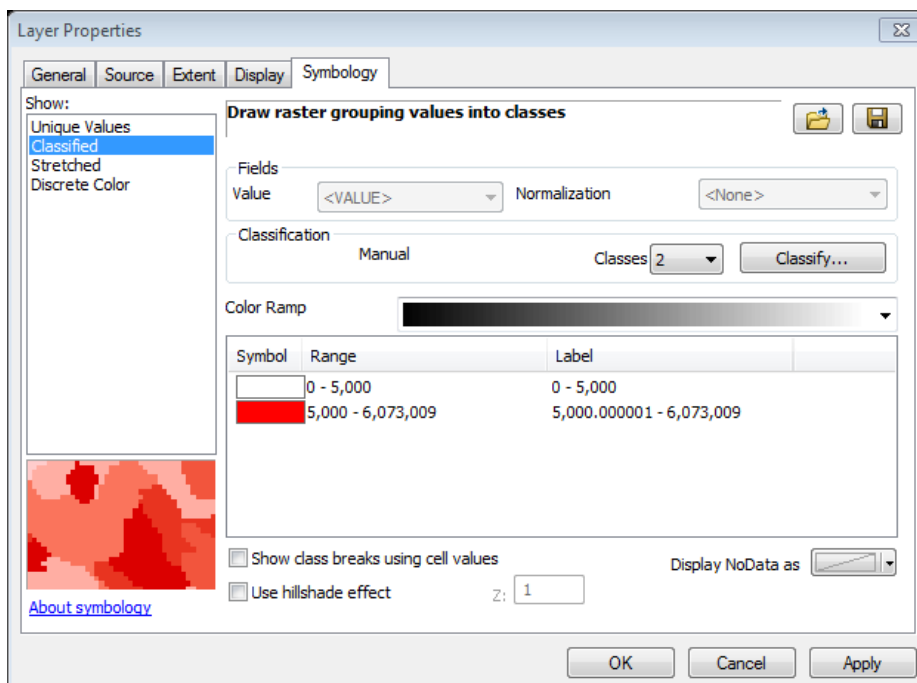 Layer Properties
General Source Extent Display Symbology
Show:
Unique Values
Classified
Stretched
Discrete Color
About symbology
Draw raster grouping values into classes
Fields
Value <VALUE> Normalization <None>
Classification
Manual Classes 2 Classify...
Color Ramp
Symbol Range Label
0 - 5,000 0 - 5,000
5,000 - 6,073,009 5,000.000001 - 6,073,009
Show class breaks using cell values Display NoData as
Use hillshade effect Z: 1
OK Cancel Apply